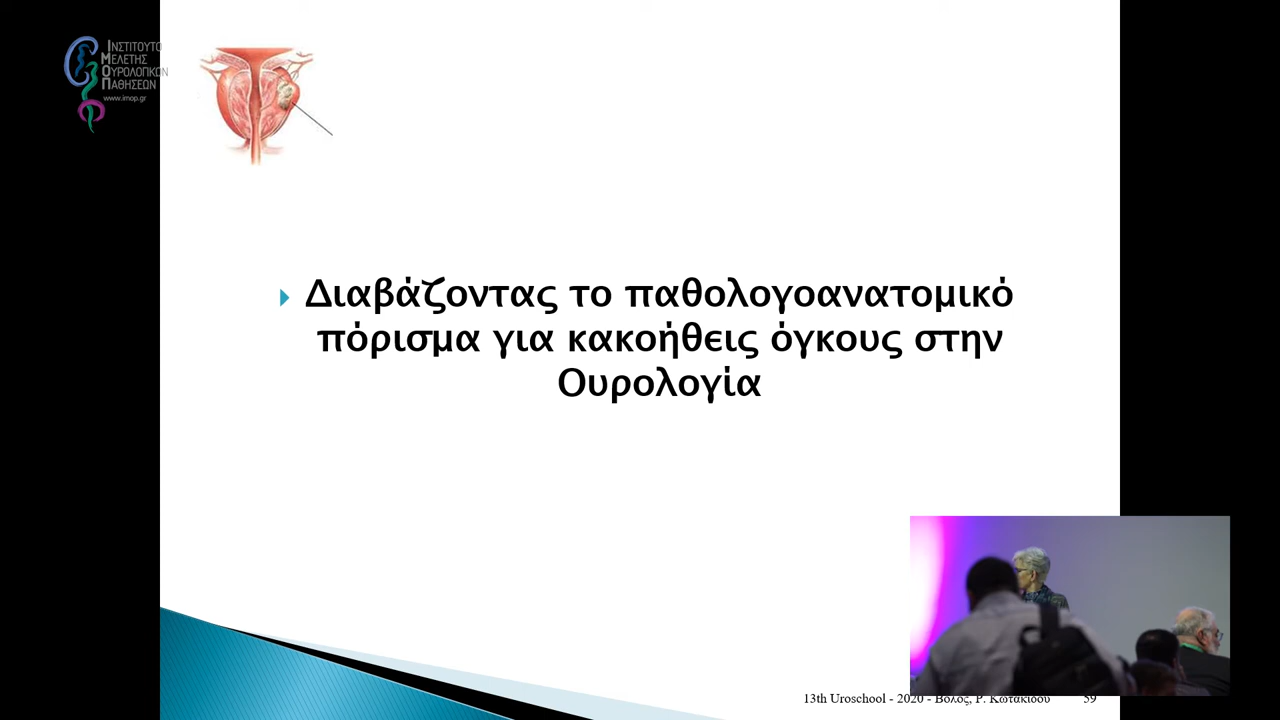 ΙΝΣΤΙΤΟΥΤΟ
ΜΕΛΕΤΗΣ
ΟΥΡΟΛΟΓΙΚΩΝ
ΠΑΘΗΣΕΩΝ
www.imop.gr
Διαβάζοντας το παθολογοανατομικό
πόρισμα για κακοήθεις όγκους στην
Ουρολογία
13th Uroschool - 2020 - Βόλος, Ρ. Κωτακίδου 59